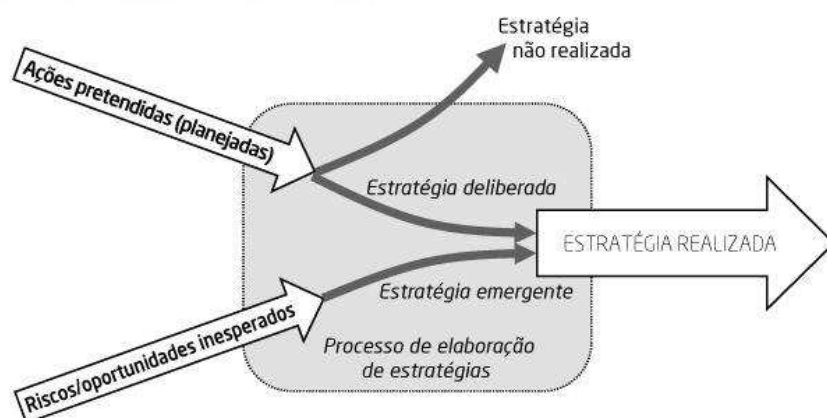 Estratégia
não realizada
Ações pretendidas (planejadas)
Estratégia deliberada
ESTRATÉGIA REALIZADA
Estratégia emergente
Riscos/oportunidades inesperados
Processo de elaboração
de estratégias